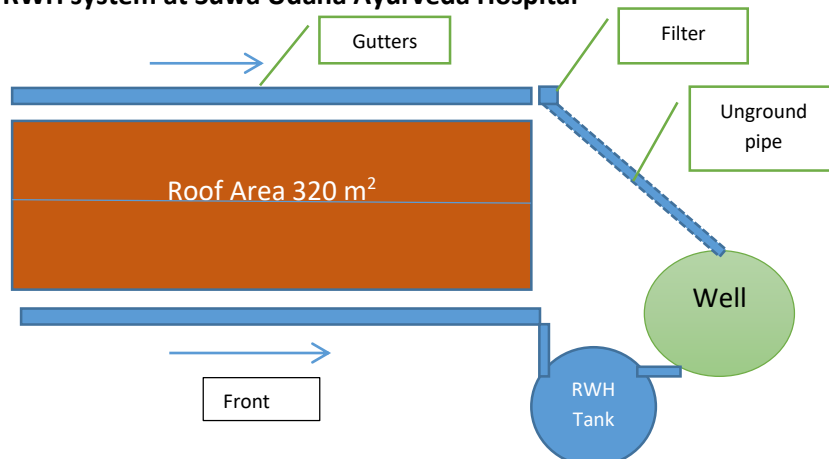 RWH system at Suwa Udana Ayurveda Hospital
Gutters
Filter
Unground
pipe
Roof Area 320 m²
Well
Front
RWH
Tank